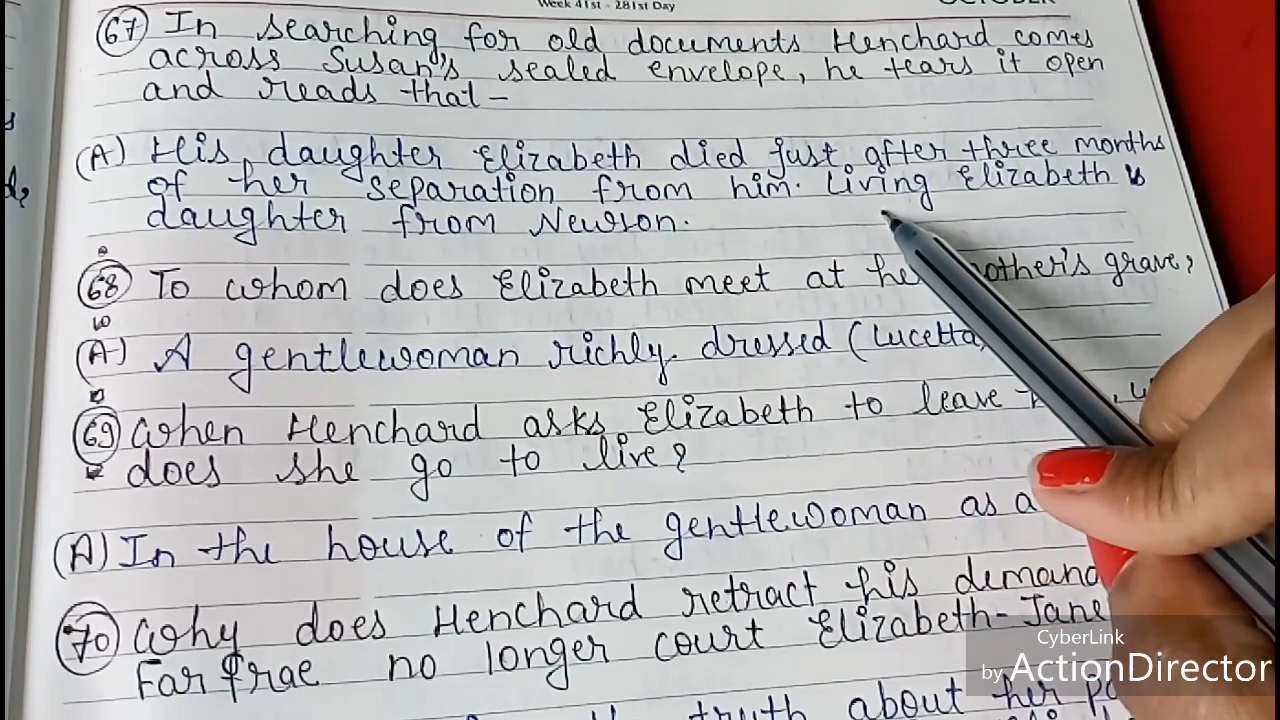 Week 41st - 281st Day
67 In searching for old documents Henchard comes
across Susan's sealed envelope, he tears it open
and reads that -
(A) His daughter Elizabeth died just after three months
of her separation from him. Living Elizabeth is
daughter from Newson.
68 To whom does Elizabeth meet at her mother's grave,
(A) A gentlewoman richly dressed (Lucetta)
69 When Henchard asks Elizabeth to leave
does she go to live?
(A) In the house of the gentlewoman as a
70 Why does Henchard retract his demand
Farfrae no longer court Elizabeth-Jane
truth about her
CyberLink
by ActionDirector